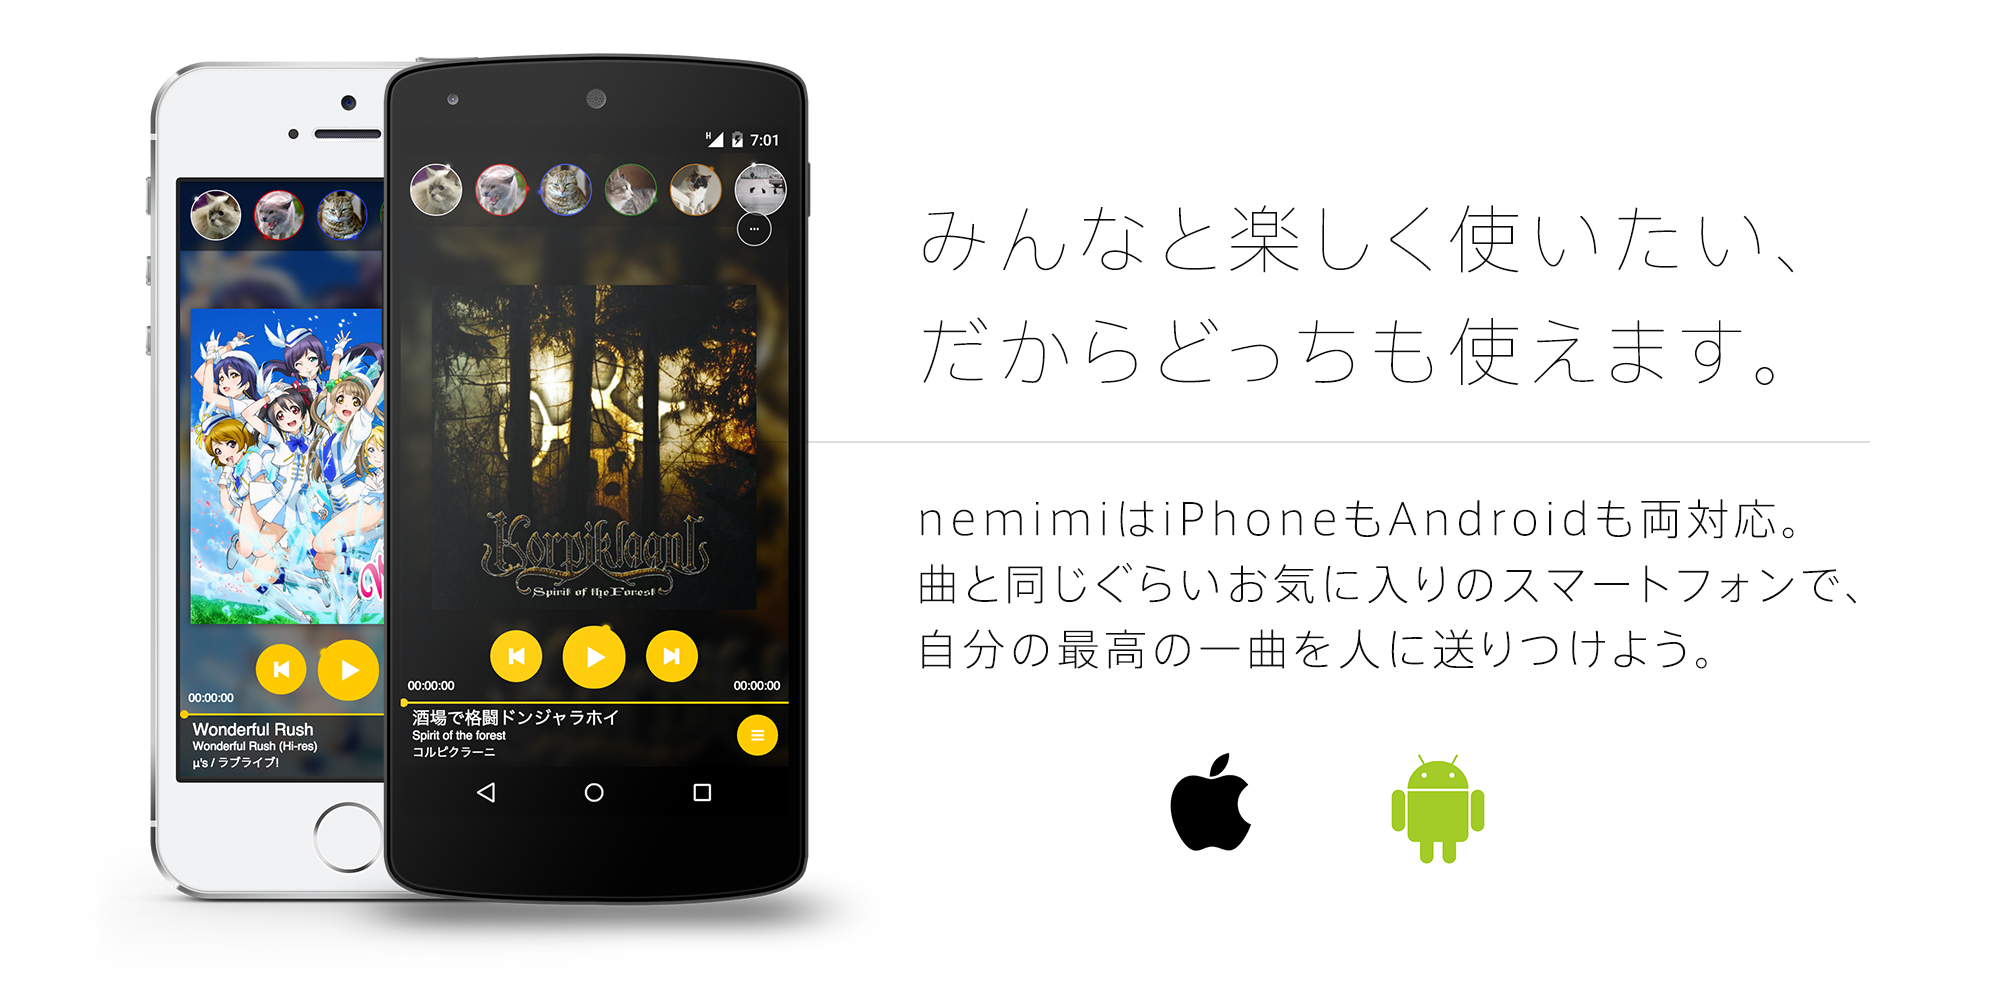 みんなと楽しく使いたい、
だからどっちも使えます。
nemimiはiPhoneもAndroidも両対応。
曲と同じぐらいお気に入りのスマートフォンで、
自分の最高の一曲を人に送りつけよう。
00:00:00
Wonderful Rush
Wonderful Rush (Hi-res)
μ's / ラブライブ!
H 7:01
Korpiklaani
Spirit of the Forest
00:00:00 00:00:00
酒場で格闘ドンジャラホイ
Spirit of the forest
コルピクラーニ